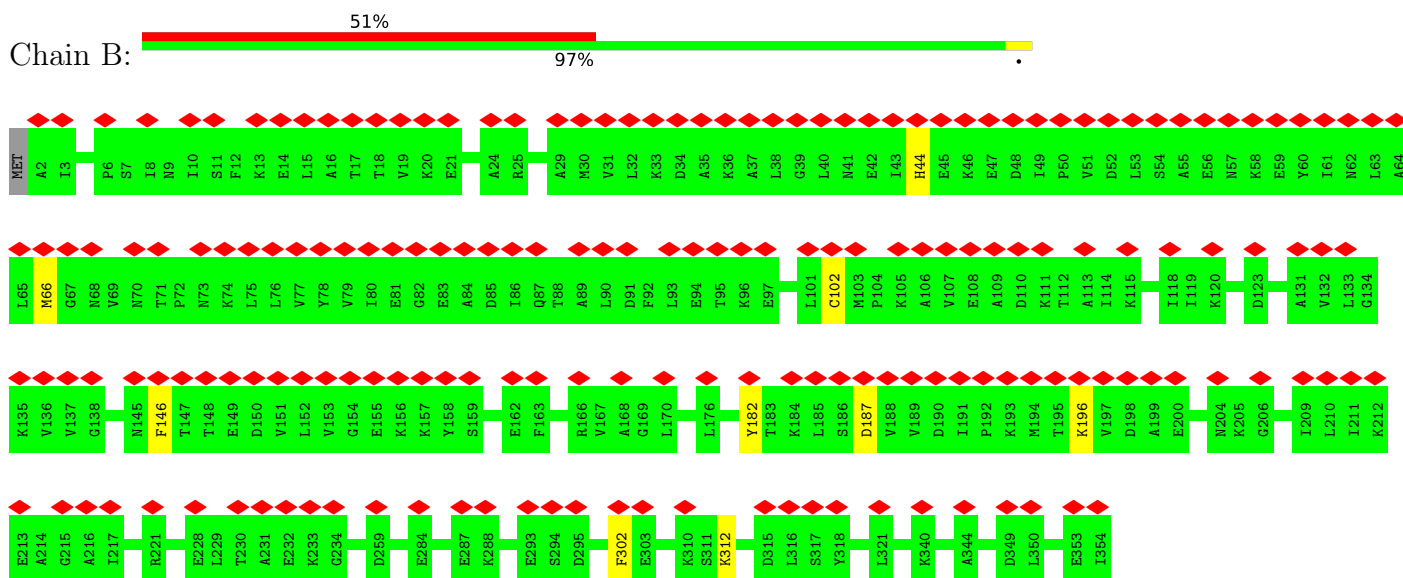 51%
Chain B:
97%
.
MET A2 I3 P6 S7 I8 N9 I10 S11 F12 K13 E14 L15 A16 T17 T18 V19 K20 E21 A24 R25 A29 M30 V31 L32 K33 D34 A35 K36 A37 L38 G39 L40 N41 E42 I43 H44 E45 K46 E47 D48 I49 P50 V51 D52 L53 S54 A55 E56 N57 K58 E59 Y60 I61 N62 L63 A64
L65 M66 G67 N68 V69 N70 T71 P72 N73 K74 L75 L76 V77 Y78 V79 I80 E81 G82 E83 A84 D85 I86 Q87 T88 A89 L90 D91 F92 L93 E94 T95 K96 E97 L101 C102 M103 P104 K105 A106 V107 E108 A109 D110 K111 T112 A113 I114 K115 I118 I119 K120 D123 A131 V132 L133 G134
K135 V136 V137 G138 N145 F146 T147 T148 E149 D150 V151 L152 V153 G154 E155 K156 K157 Y158 S159 E162 F163 R166 V167 A168 G169 L170 L176 Y182 T183 K184 L185 S186 D187 V188 V189 D190 I191 P192 K193 M194 T195 K196 V197 D198 A199 E200 N204 K205 G206 I209 L210 I211 K212
E213 A214 G215 A216 I217 R221 E228 L229 T230 A231 E232 K233 G234 D259 E284 E287 K288 E293 S294 D295 F302 E303 K310 S311 K312 D315 L316 S317 Y318 L321 K340 A344 D349 L350 E353 I354